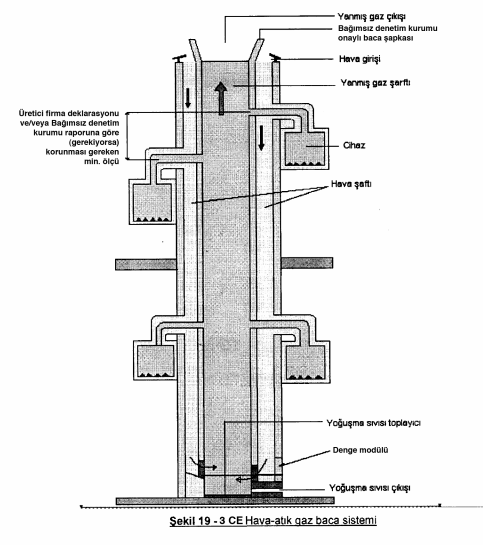 Yanmış gaz çıkışı
Bağımsız denetim kurumu
onaylı baca şapkası
Hava girişi
Yanmış gaz şarftı
Üretici firma deklarasyonu
ve/veya Bağımsız denetim
kurumu raporuna göre
(gerekiyorsa)
korunması gereken
min. ölçü
Cihaz
Hava şaftı
Yoğuşma sıvısı toplayıcı
Denge modülü
Yoğuşma sıvısı çıkışı
Şekil 19 - 3 CE Hava-atık gaz baca sistemi